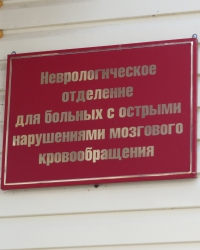 Неврологическое
отделение
для больных с острыми
нарушениями мозгового
кровообращения